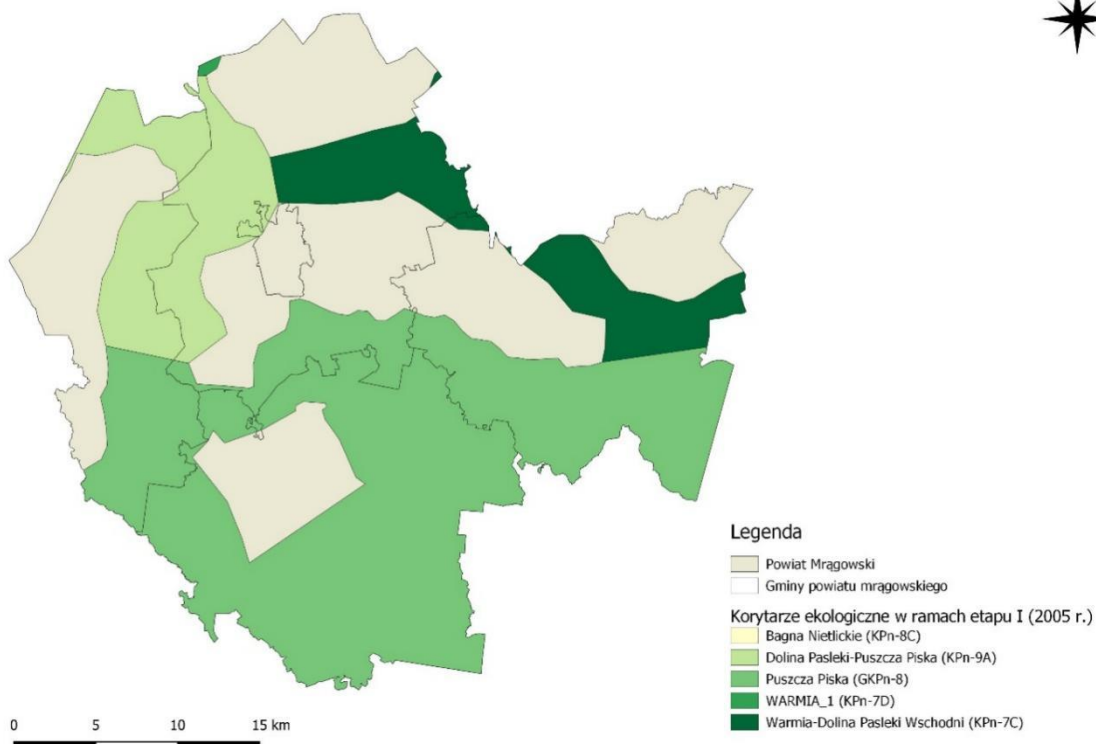 Legenda
Powiat Mrągowski
Gminy powiatu mrągowskiego
Korytarze ekologiczne w ramach etapu I (2005 r.)
Bagna Nietlickie (KPn-8C)
Dolina Pasleki-Puszcza Piska (KPn-9A)
Puszcza Piska (GKPn-8)
WARMIA_1 (KPn-7D)
Warmia-Dolina Pasleki Wschodni (KPn-7C)
0 5 10 15 km